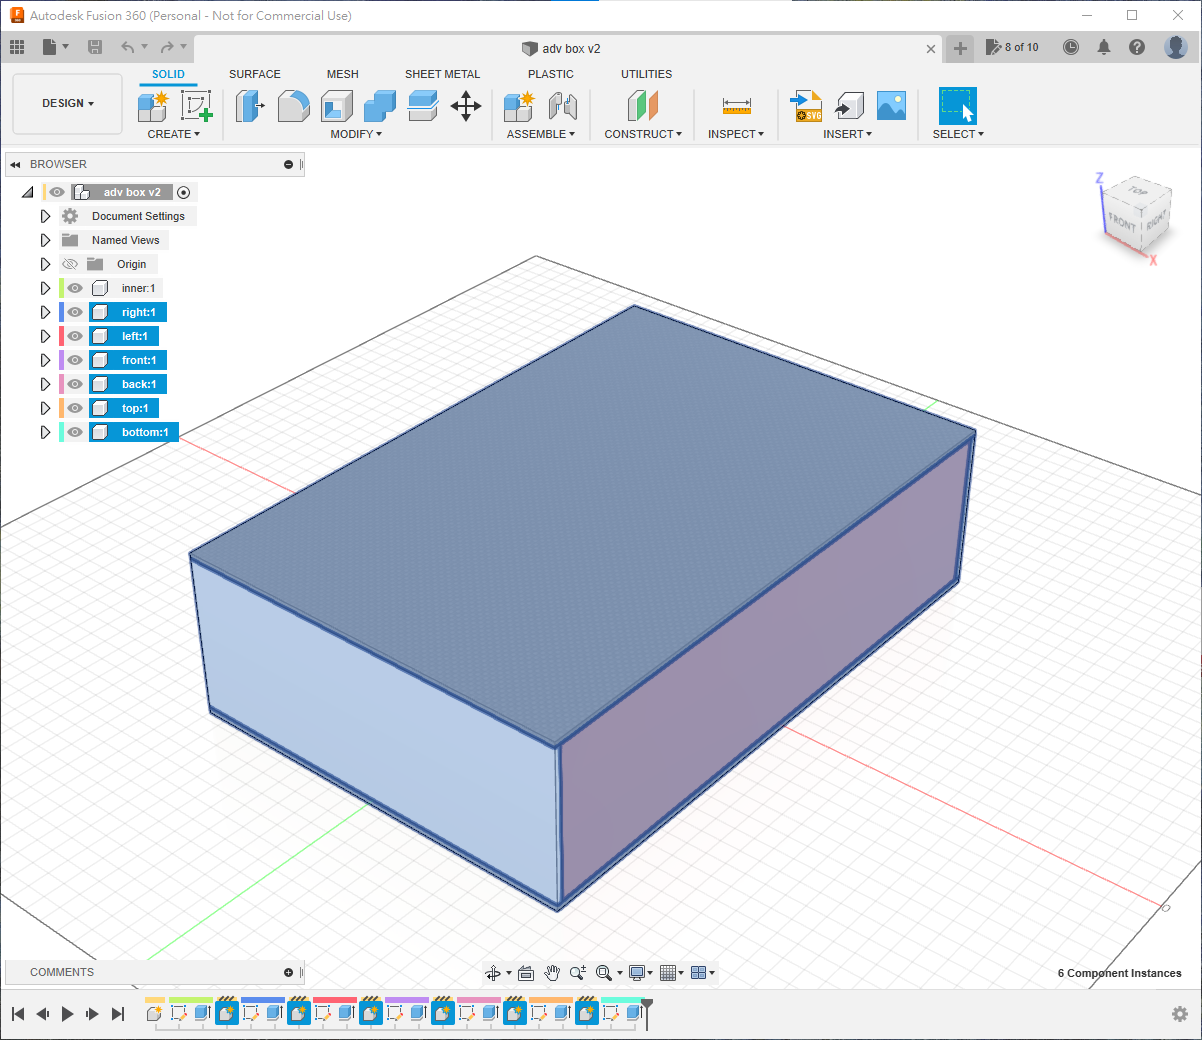 Autodesk Fusion 360 (Personal - Not for Commercial Use)
adv box v2
8 of 10
SOLID SURFACE MESH SHEET METAL PLASTIC UTILITIES
DESIGN
CREATE MODIFY ASSEMBLE CONSTRUCT INSPECT INSERT SELECT
SVG
BROWSER
adv box v2
Document Settings
Named Views
Origin
inner:1
right:1
left:1
front:1
back:1
top:1
bottom:1
Z
TOP
FRONT
RIGHT
X
COMMENTS
6 Component Instances